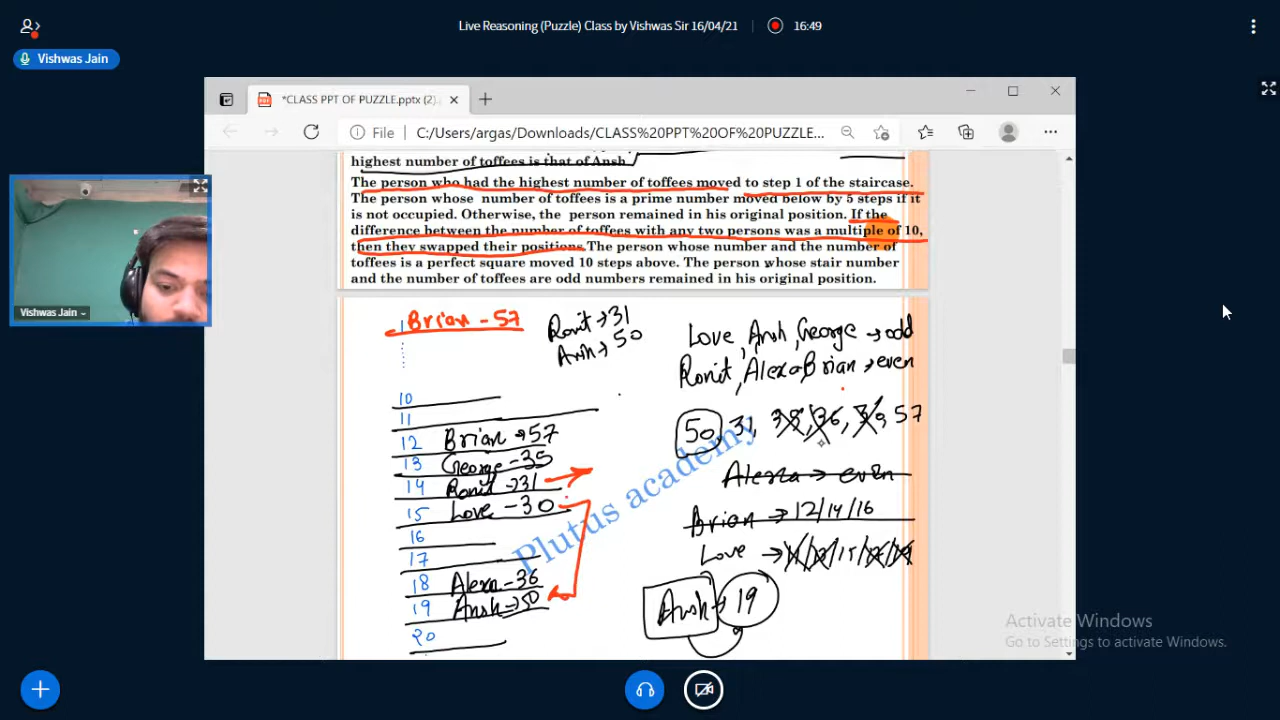 Live Reasoning (Puzzle) Class by Vishwas Sir 16/04/21
16:49
Vishwas Jain
*CLASS PPT OF PUZZLE.pptx (2).
File
C:/Users/argas/Downloads/CLASS%20PPT%20OF%20PUZZLE...
highest number of toffees is that of Ansh
The person who had the highest number of toffees moved to step 1 of the staircase.
The person whose number of toffees is a prime number moved below by 5 steps if it
is not occupied. Otherwise, the person remained in his original position. If the
difference between the number of toffees with any two persons was a multiple of 10,
then they swapped their positions. The person whose number and the number of
toffees is a perfect square moved 10 steps above. The person whose stair number
and the number of toffees are odd numbers remained in his original position.
Vishwas Jain
1 Brian - 57
Ronit → 31
Ansh → 50
10
11
12 Brian → 57
13 George - 35
14 Ronit → 31
15 Love - 30
16
17
18 Alexa - 36
19 Ansh → 50
20
Love, Ansh, George → odd
Ronit, Alexa, Brian → even
50, 31, 57
Alexa → even
Brian → 12/14/16
Love →
Ansh → 19
Plutus academy
Activate Windows
Go to Settings to activate Windows.